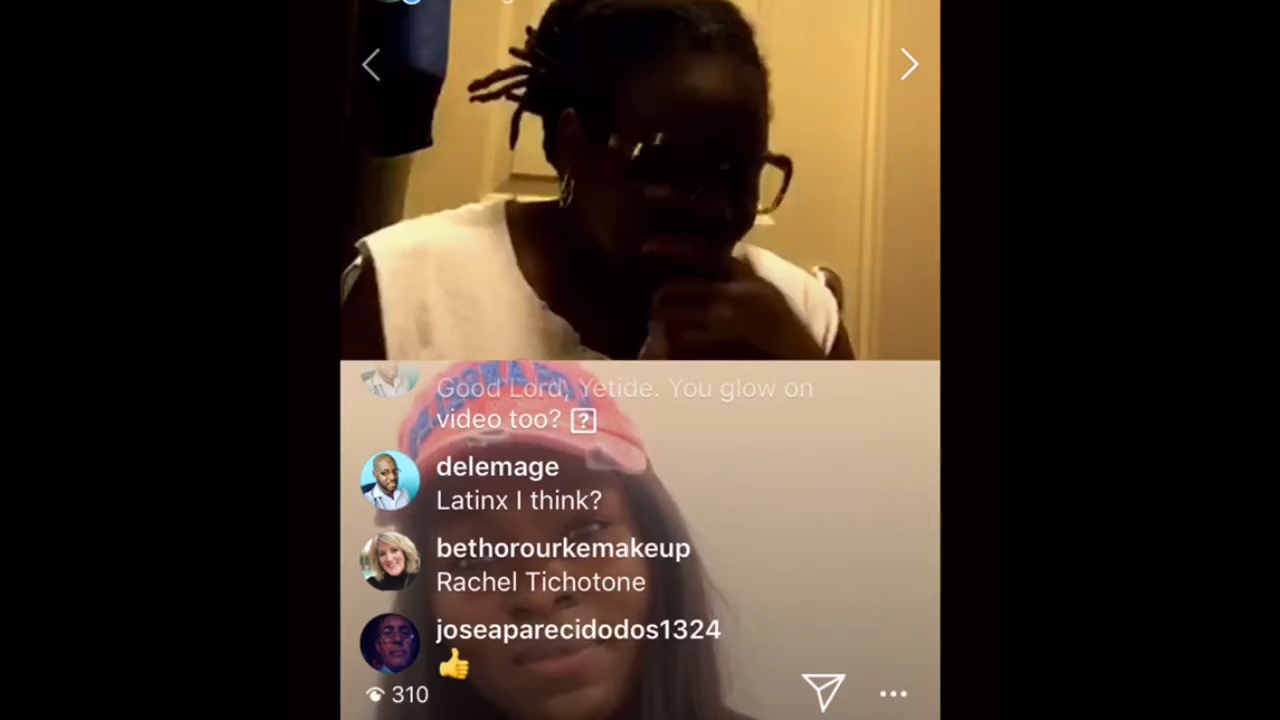 Good Lord, Yetide. You glow on
video too? ?
delemage
Latinx I think?
bethorourkemakeup
Rachel Tichotone
joseaparecidodos1324
👍
310